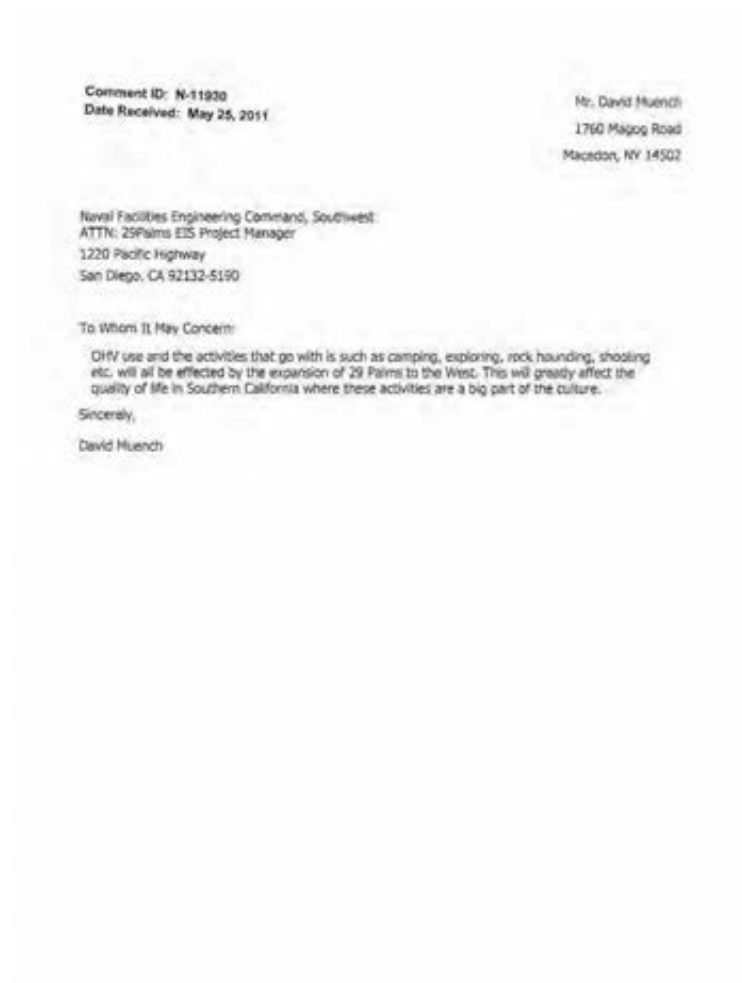 Comment ID: N-11930
Date Received: May 25, 2011
Mr. David Muench
1760 Magog Road
Macedon, NY 14502
Naval Facilities Engineering Command, Southwest
ATTN: 29Palms EIS Project Manager
1220 Pacific Highway
San Diego, CA 92132-5190
To Whom It May Concern:
OHV use and the activities that go with is such as camping, exploring, rock hounding, shooting
etc. will all be effected by the expansion of 29 Palms to the West. This will greatly affect the
quality of life in Southern California where these activities are a big part of the culture.
Sincerely,
David Muench